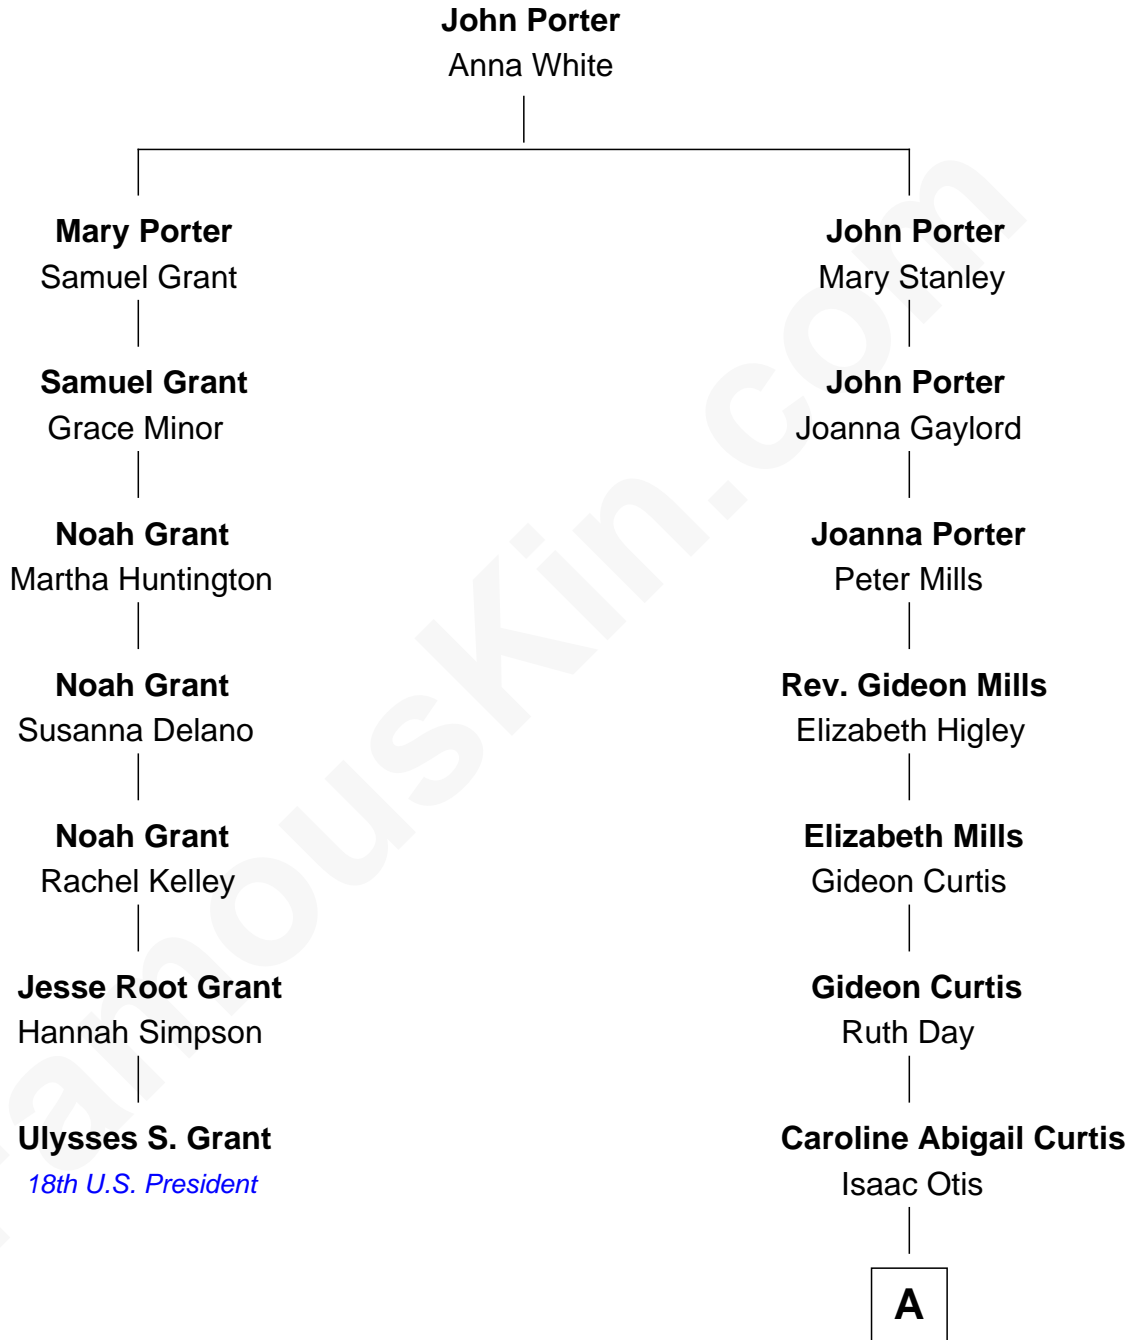 John Porter
Anna White
Mary Porter
Samuel Grant
John Porter
Mary Stanley
Samuel Grant
Grace Minor
John Porter
Joanna Gaylord
Noah Grant
Martha Huntington
Joanna Porter
Peter Mills
Noah Grant
Susanna Delano
Rev. Gideon Mills
Elizabeth Higley
Noah Grant
Rachel Kelley
Elizabeth Mills
Gideon Curtis
Jesse Root Grant
Hannah Simpson
Gideon Curtis
Ruth Day
Ulysses S. Grant
18th U.S. President
Caroline Abigail Curtis
Isaac Otis
A
FamousKin.com